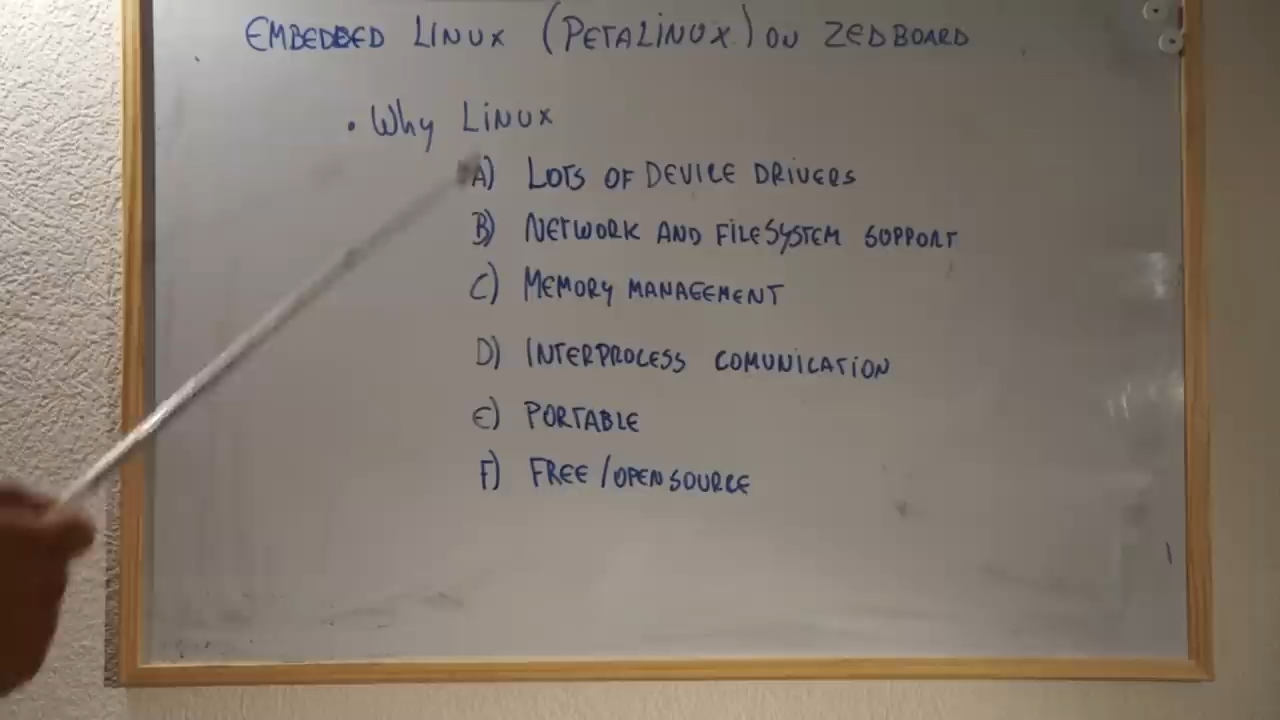 EMBEDDED LINUX (PETALINUX) ON ZEDBOARD
• Why LiNUX
A) LOTS OF DEVICE DRIVERS
B) NETWORK AND FILESYSTEM SUPPORT
C) MEMORY MANAGEMENT
D) INTERPROCESS COMUNICATION
E) PORTABLE
F) FREE / OPEN SOURCE